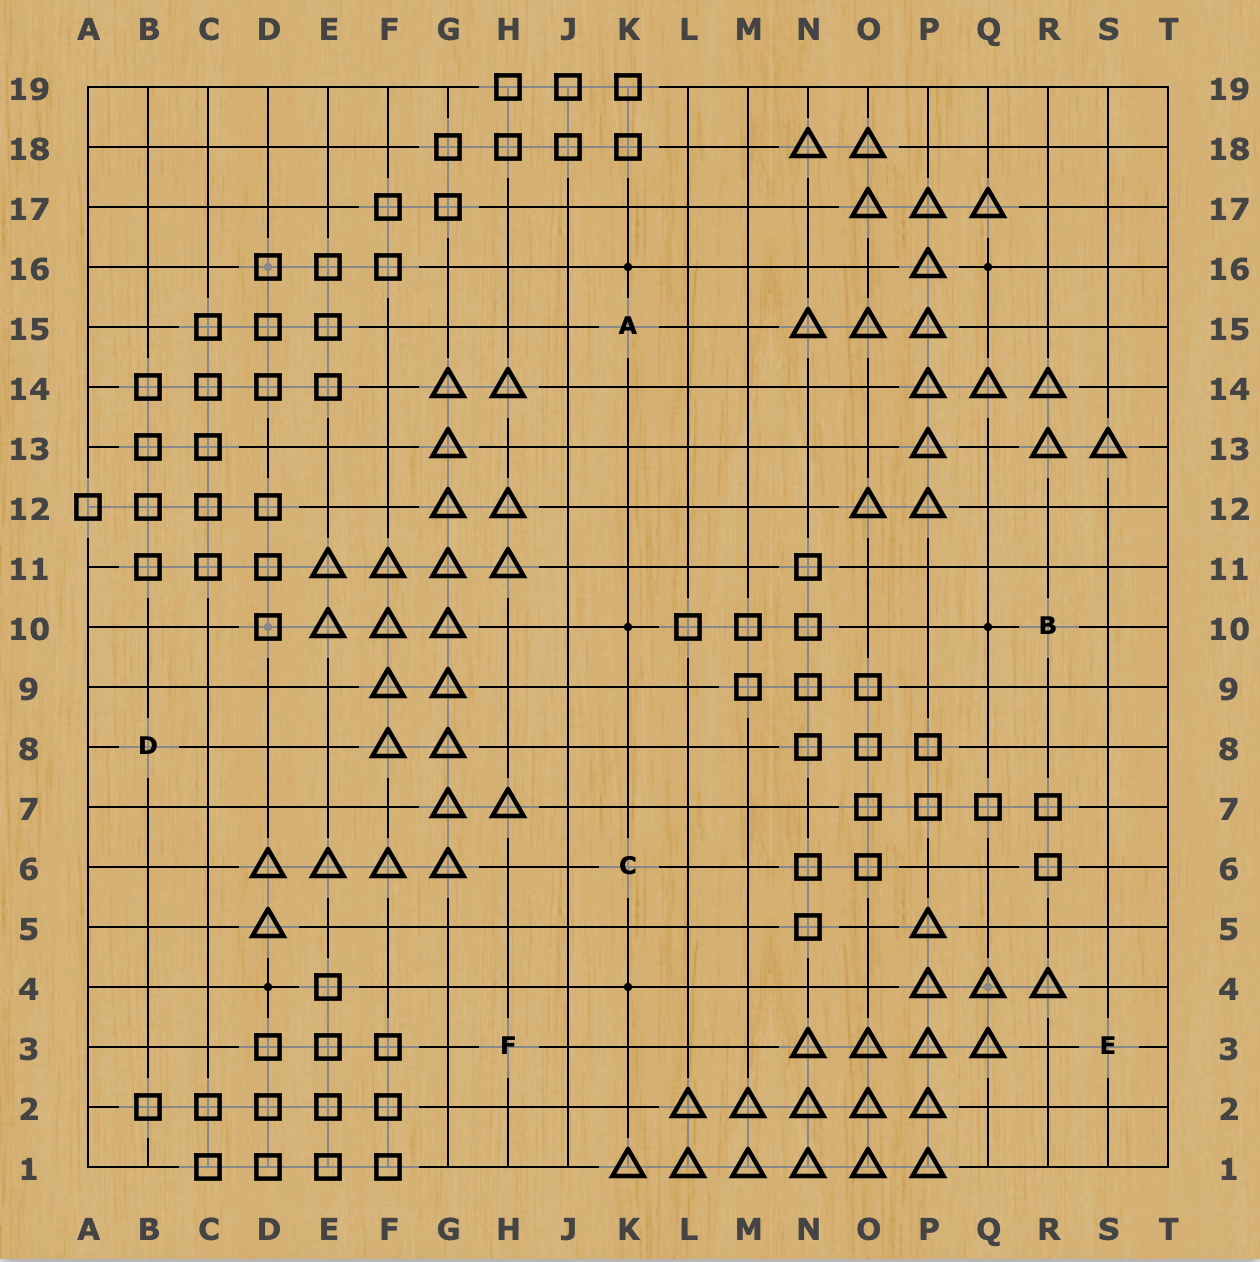 A B C D E F G H J K L M N O P Q R S T
19 19
18 18
17 17
16 16
15 A 15
14 14
13 13
12 12
11 11
10 B 10
9 9
8 D 8
7 7
6 C 6
5 5
4 4
3 F E 3
2 2
1 1
A B C D E F G H J K L M N O P Q R S T